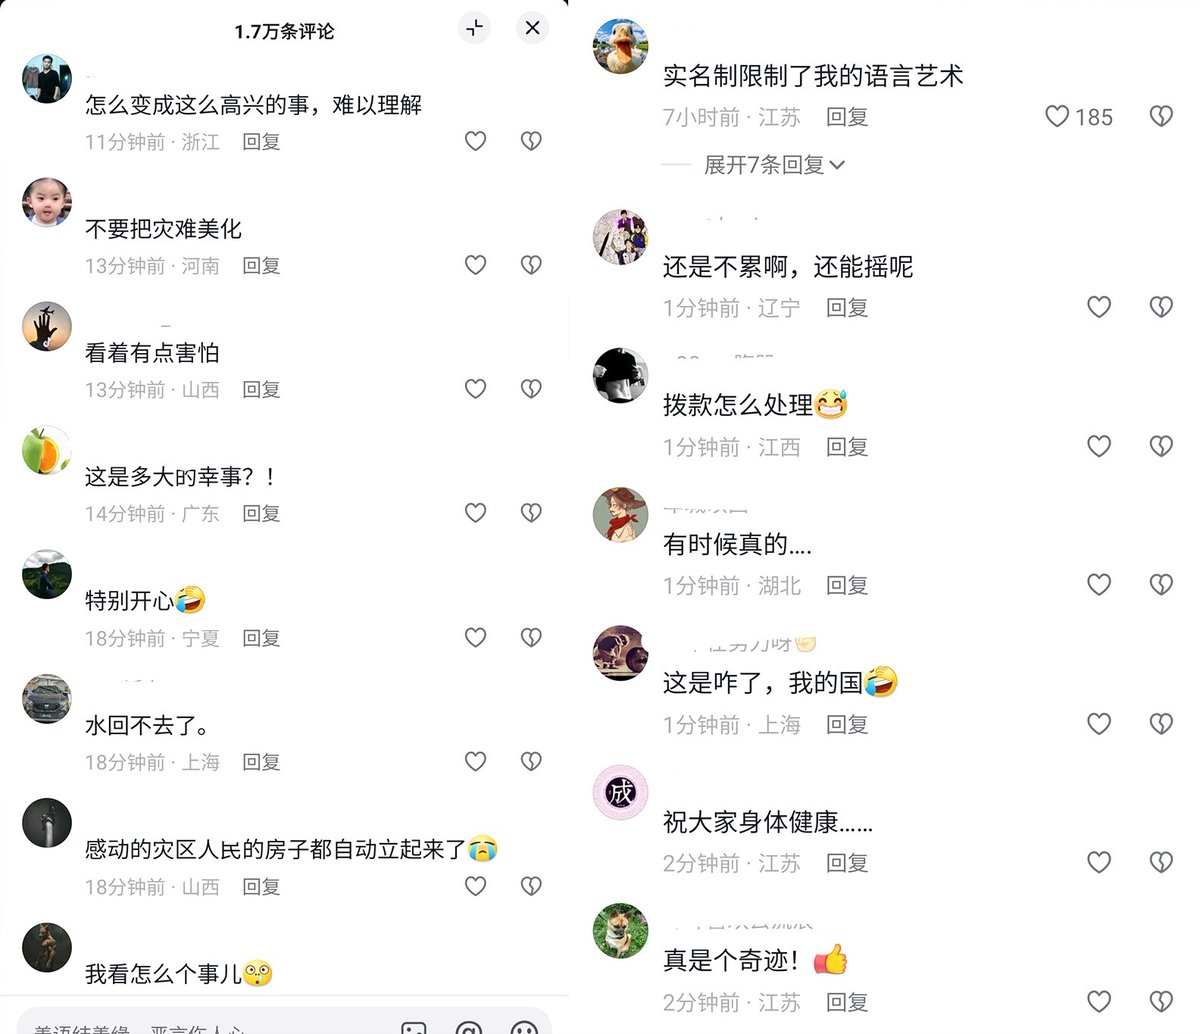 1.7万条评论
怎么变成这么高兴的事，难以理解
11分钟前 · 浙江 回复
不要把灾难美化
13分钟前 · 河南 回复
看着有点害怕
13分钟前 · 山西 回复
这是多大的幸事？！
14分钟前 · 广东 回复
特别开心🤣
18分钟前 · 宁夏 回复
水回不去了。
18分钟前 · 上海 回复
感动的灾区人民的房子都自动立起来了😭
18分钟前 · 山西 回复
我看怎么个事儿
善语结善缘，恶言伤人心
实名制限制了我的语言艺术
7小时前 · 江苏 回复 185
展开7条回复
还是不累啊，还能摇呢
1分钟前 · 辽宁 回复
拨款怎么处理😅
1分钟前 · 江西 回复
有时候真的....
1分钟前 · 湖北 回复
这是咋了，我的国🤣
1分钟前 · 上海 回复
成
祝大家身体健康……
2分钟前 · 江苏 回复
真是个奇迹！👍
2分钟前 · 江苏 回复